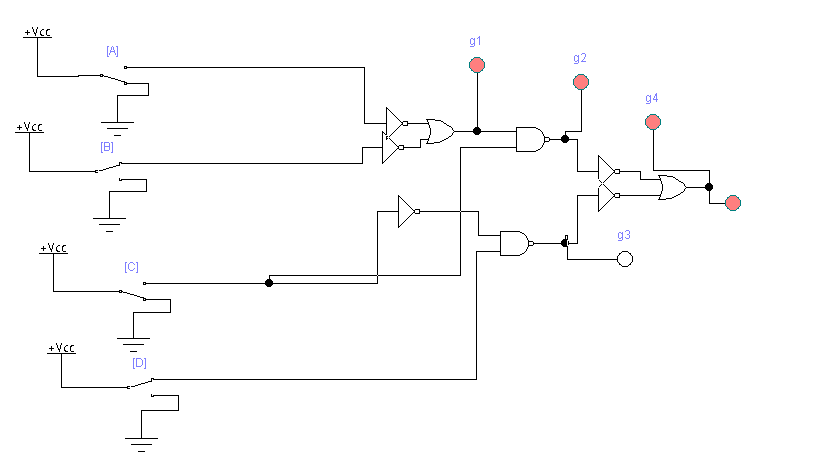 +Vcc
[A]
g1
g2
g4
+Vcc
[B]
g3
+Vcc
[C]
+Vcc
[D]